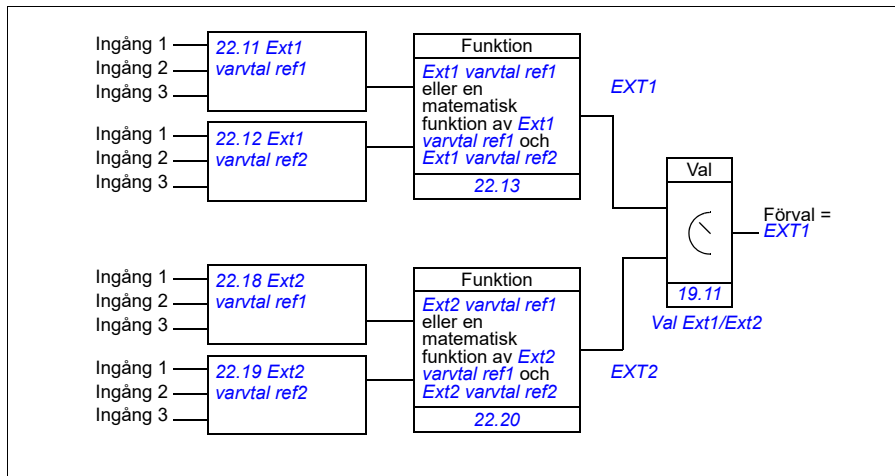 Ingång 1
Ingång 2
Ingång 3
22.11 Ext1
varvtal ref1
Ingång 1
Ingång 2
Ingång 3
22.12 Ext1
varvtal ref2
Funktion
Ext1 varvtal ref1
eller en
matematisk
funktion av Ext1
varvtal ref1 och
Ext1 varvtal ref2
22.13
EXT1
Ingång 1
Ingång 2
Ingång 3
22.18 Ext2
varvtal ref1
Ingång 1
Ingång 2
Ingång 3
22.19 Ext2
varvtal ref2
Funktion
Ext2 varvtal ref1
eller en
matematisk
funktion av Ext2
varvtal ref1 och
Ext2 varvtal ref2
22.20
EXT2
Val
19.11
Val Ext1/Ext2
Förval =
EXT1